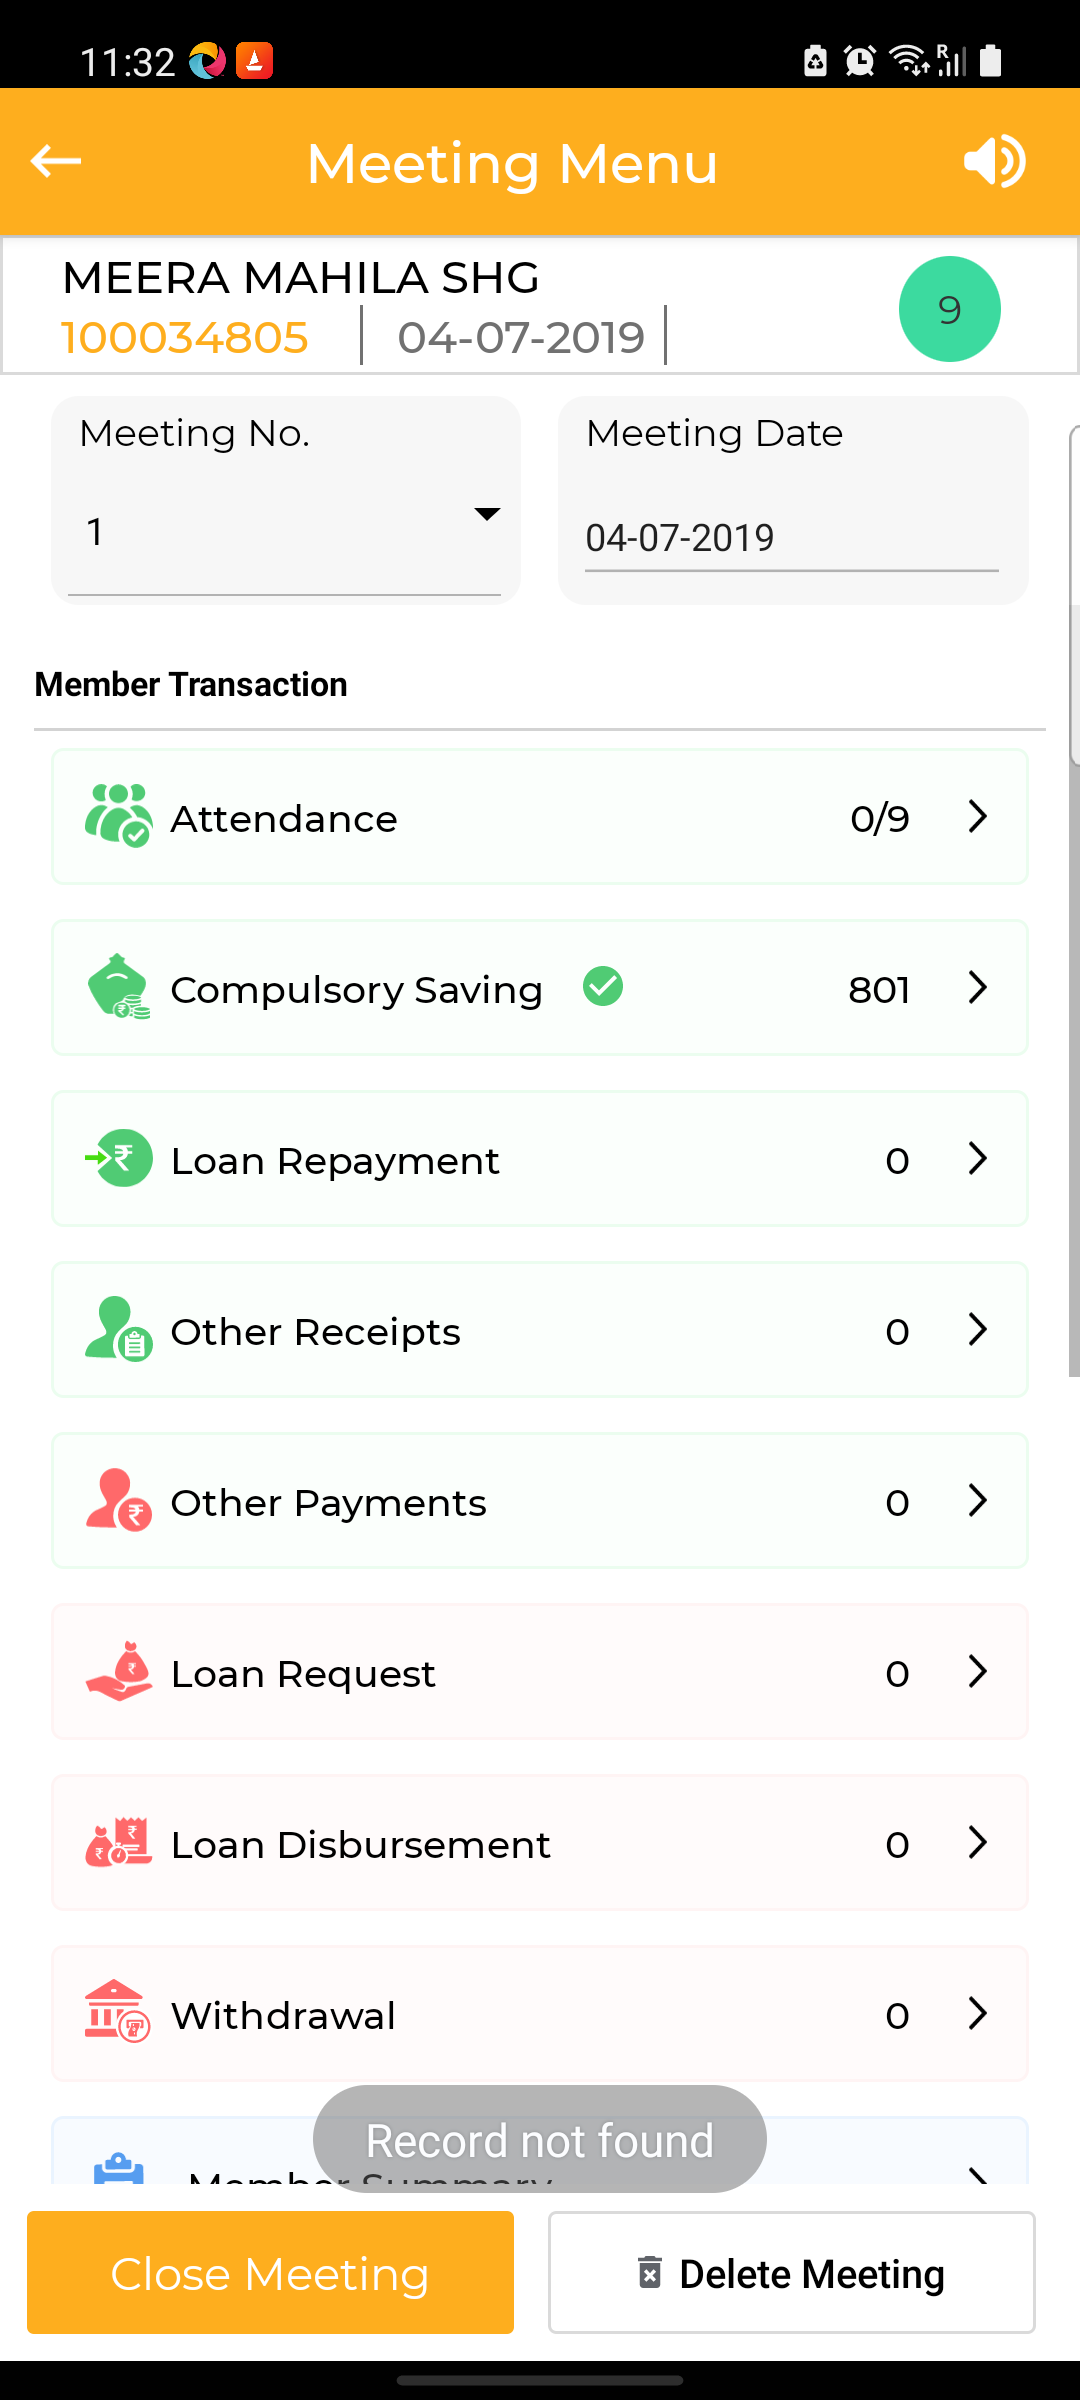 11:32
R
Meeting Menu
MEERA MAHILA SHG
100034805 04-07-2019
9
Meeting No. Meeting Date
1 04-07-2019
Member Transaction
Attendance 0/9
Compulsory Saving 801
Loan Repayment 0
Other Receipts 0
Other Payments 0
Loan Request 0
Loan Disbursement 0
Withdrawal 0
Record not found
Member Summary
Close Meeting Delete Meeting